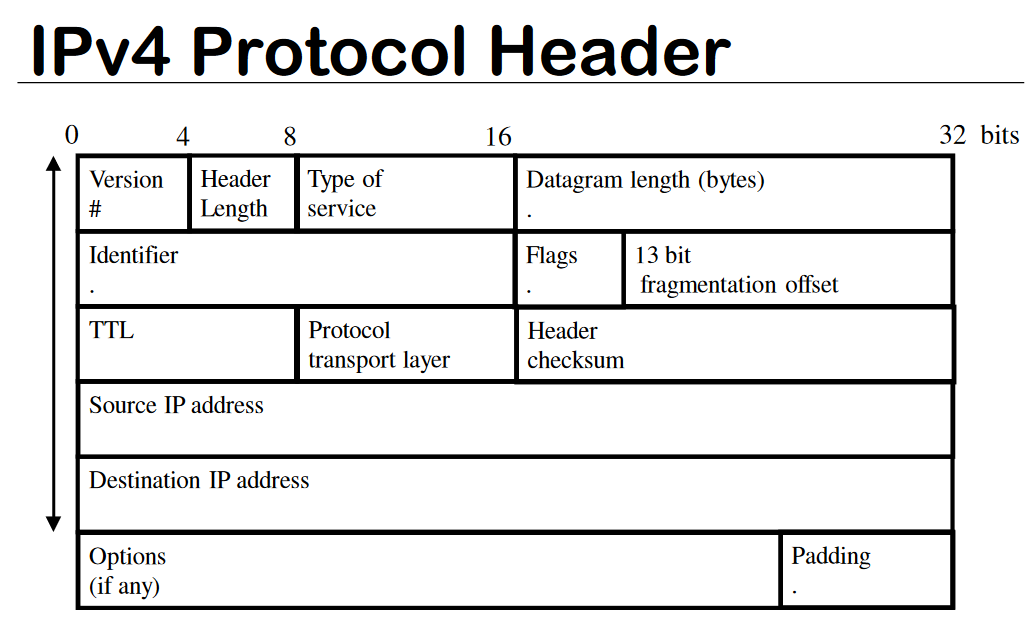 IPv4 Protocol Header
0 4 8 16 32 bits
Version Header Type of Datagram length (bytes)
# Length service .
Identifier Flags 13 bit
. . fragmentation offset
TTL Protocol Header
transport layer checksum
Source IP address
Destination IP address
Options Padding
(if any) .